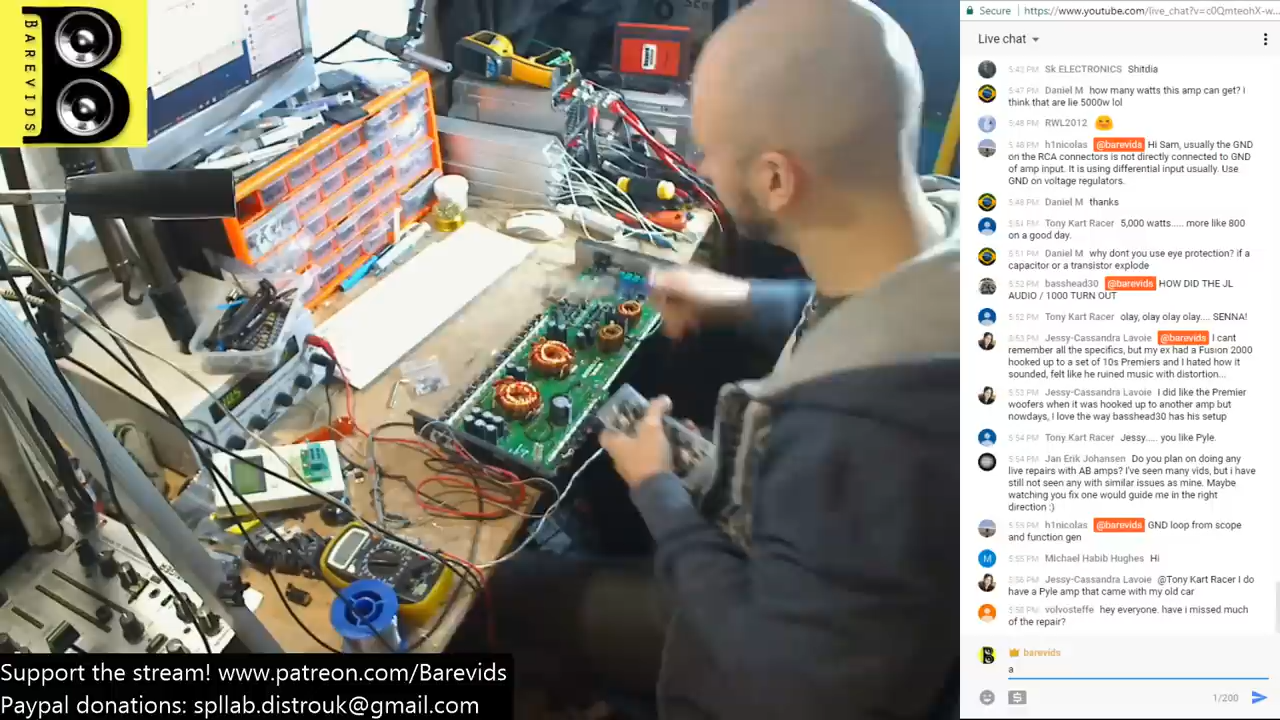 BAREVIDS
Secure
https://www.youtube.com/live_chat?v=c0QmteohX-w...
Live chat
5:43 PM Sk ELECTRONICS Shitdia
5:47 PM Daniel M how many watts this amp can get? i
think that are lie 5000w lol
5:48 PM RWL2012
5:48 PM h1nicolas @barevids Hi Sam, usually the GND
on the RCA connectors is not directly connected to GND
of amp input. It is using differential input usually. Use
GND on voltage regulators.
5:48 PM Daniel M thanks
5:51 PM Tony Kart Racer 5,000 watts..... more like 800
on a good day.
5:51 PM Daniel M why dont you use eye protection? if a
capacitor or a transistor explode
5:52 PM basshead30 @barevids HOW DID THE JL
AUDIO / 1000 TURN OUT
5:52 PM Tony Kart Racer olay, olay olay olay.... SENNA!
5:53 PM Jessy-Cassandra Lavoie @barevids I cant
remember all the specifics, but my ex had a Fusion 2000
hooked up to a set of 10s Premiers and I hated how it
sounded, felt like he ruined music with distortion...
5:53 PM Jessy-Cassandra Lavoie I did like the Premier
woofers when it was hooked up to another amp but
nowdays, I love the way basshead30 has his setup
5:54 PM Tony Kart Racer Jessy..... you like Pyle.
5:54 PM Jan Erik Johansen Do you plan on doing any
live repairs with AB amps? I've seen many vids, but i have
still not seen any with similar issues as mine. Maybe
watching you fix one would guide me in the right
direction :)
5:55 PM h1nicolas @barevids GND loop from scope
and function gen
M 5:55 PM Michael Habib Hughes Hi
5:56 PM Jessy-Cassandra Lavoie @Tony Kart Racer I do
have a Pyle amp that came with my old car
5:58 PM volvosteffe hey everyone. have i missed much
of the repair?
barevids
a
1/200
Support the stream! www.patreon.com/Barevids
Paypal donations: spllab.distrouk@gmail.com